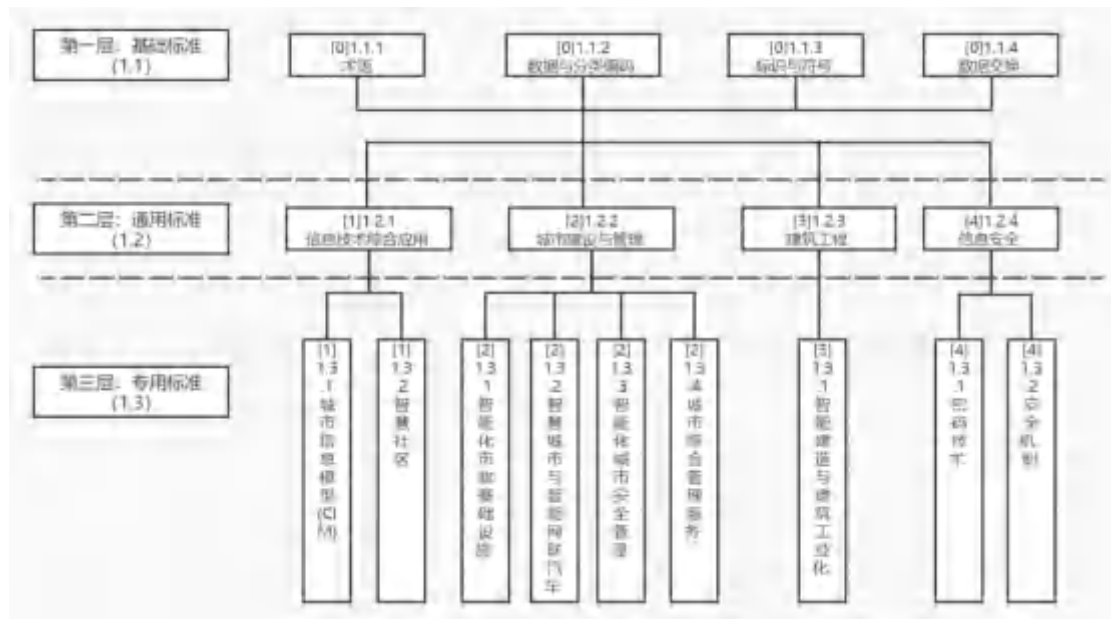 第一层：基础标准
(1.1)
[0]1.1.1
术语
[0]1.1.2
数据与分类编码
[0]1.1.3
标识与符号
[0]1.1.4
数据交换
第二层：通用标准
(1.2)
[1]1.2.1
信息技术综合应用
[2]1.2.2
城市建设与管理
[3]1.2.3
建筑工程
[4]1.2.4
信息安全
第三层：专用标准
(1.3)
[1]1.3.1城市信息模型(CIM)
[1]1.3.2智慧社区
[2]1.3.1智能化市政基础设施
[2]1.3.2智慧城市与智能网联汽车
[2]1.3.3智能化城市安全管理
[2]1.3.4城市综合管理服务
[3]1.3.1智能建造与建筑工业化
[4]1.3.1密码技术
[4]1.3.2安全机制